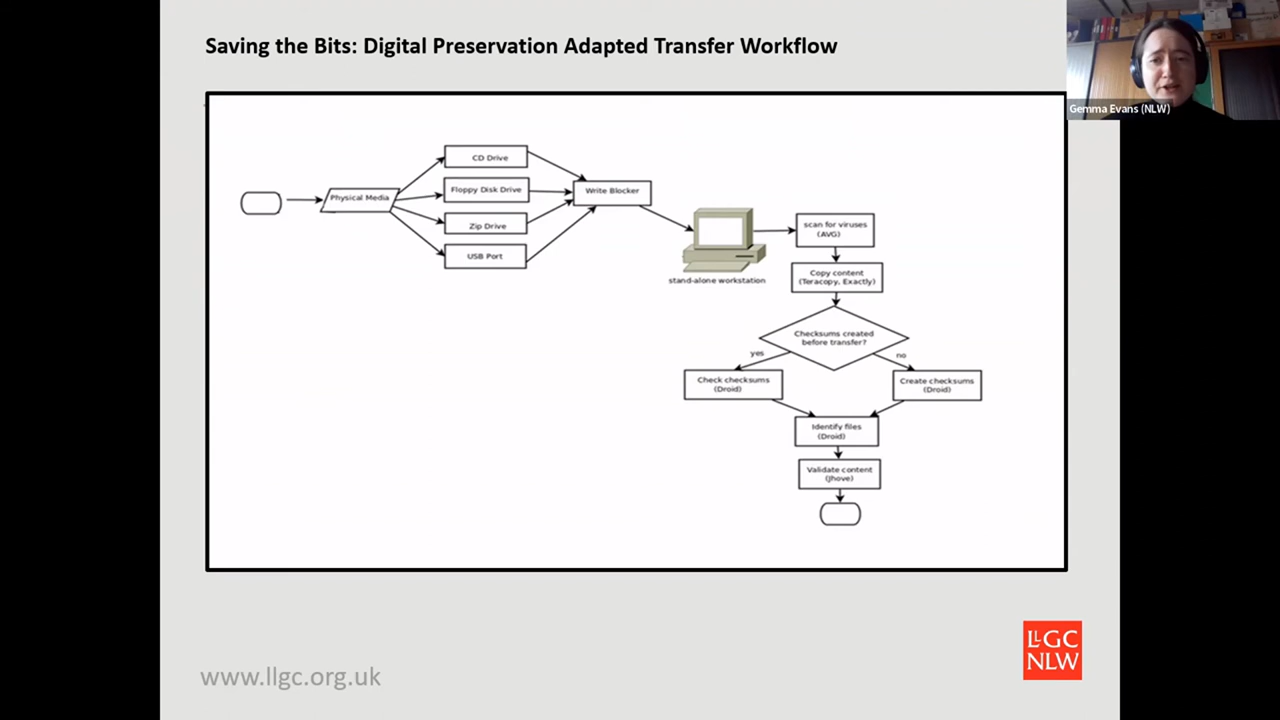 Saving the Bits: Digital Preservation Adapted Transfer Workflow
Gemma Evans (NLW)
Physical Media
CD Drive
Floppy Disk Drive
Zip Drive
USB Port
Write Blocker
stand-alone workstation
scan for viruses
(AVG)
Copy content
(Teracopy, Exactly)
Checksums created
before transfer?
yes
no
Check checksums
(Droid)
Create checksums
(Droid)
Identify files
(Droid)
Validate content
(Jhove)
www.llgc.org.uk
LLGC
NLW